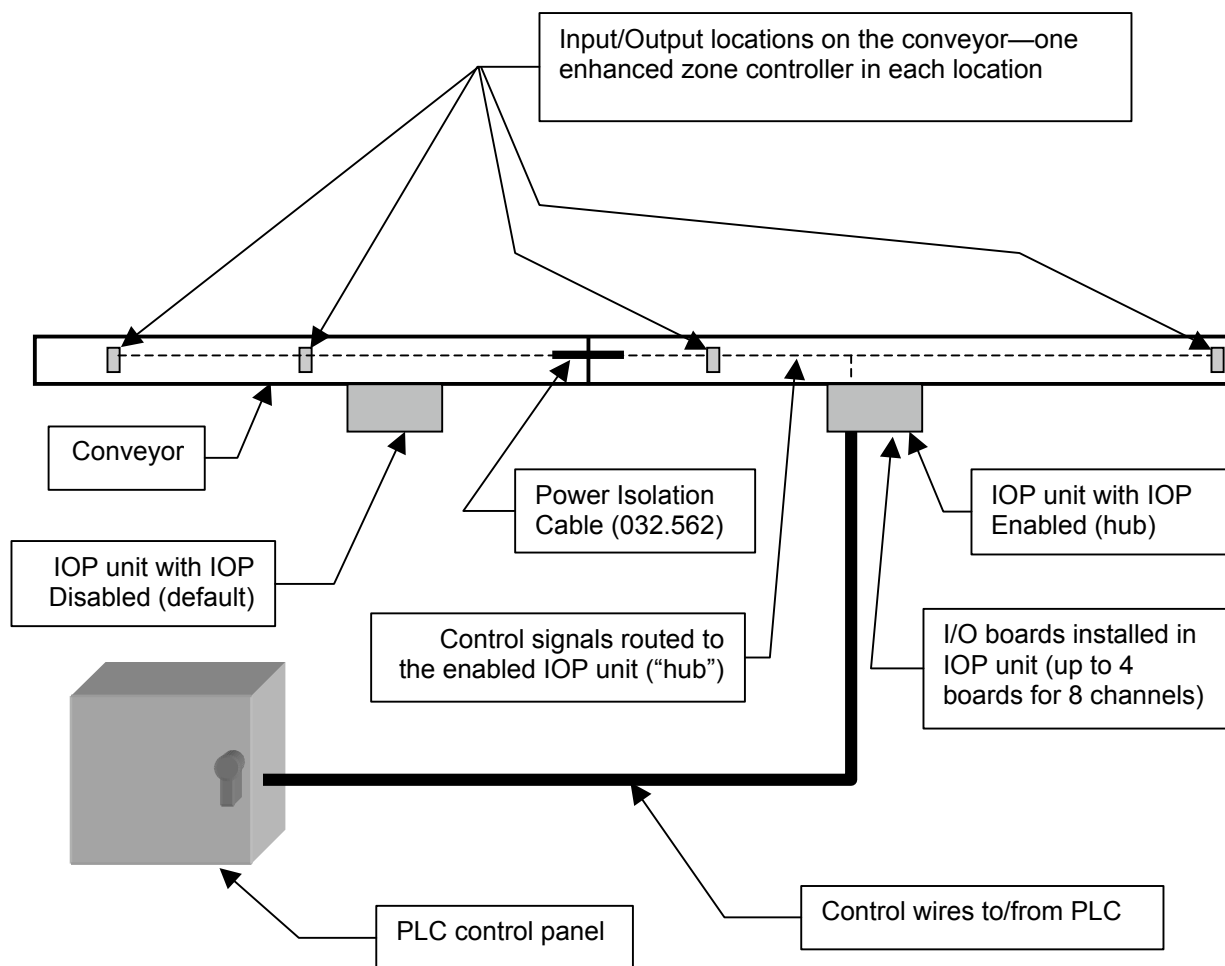 Input/Output locations on the conveyor—one
enhanced zone controller in each location
Conveyor
Power Isolation
Cable (032.562)
IOP unit with IOP
Enabled (hub)
IOP unit with IOP
Disabled (default)
Control signals routed to
the enabled IOP unit (“hub”)
I/O boards installed in
IOP unit (up to 4
boards for 8 channels)
Control wires to/from PLC
PLC control panel